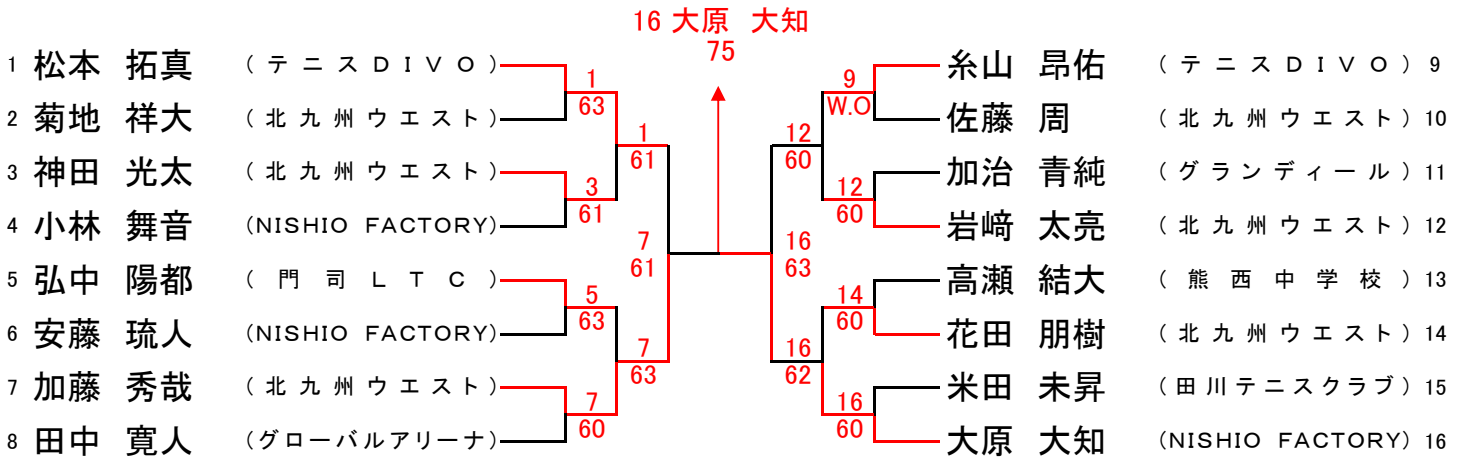 16 大原 大知
75
1 松本 拓真 (テニスDIVO)
2 菊地 祥大 (北九州ウエスト)
3 神田 光太 (北九州ウエスト)
4 小林 舞音 (NISHIO FACTORY)
5 弘中 陽都 (門司LTC)
6 安藤 琉人 (NISHIO FACTORY)
7 加藤 秀哉 (北九州ウエスト)
8 田中 寛人 (グローバルアリーナ)
1
63
3
61
5
63
7
60
1
61
7
63
7
61
16
63
12
60
16
62
9
W.O
12
60
14
60
16
60
糸山 昂佑 (テニスDIVO) 9
佐藤 周 (北九州ウエスト) 10
加治 青純 (グランディール) 11
岩﨑 太亮 (北九州ウエスト) 12
高瀬 結大 (熊西中学校) 13
花田 朋樹 (北九州ウエスト) 14
米田 未昇 (田川テニスクラブ) 15
大原 大知 (NISHIO FACTORY) 16